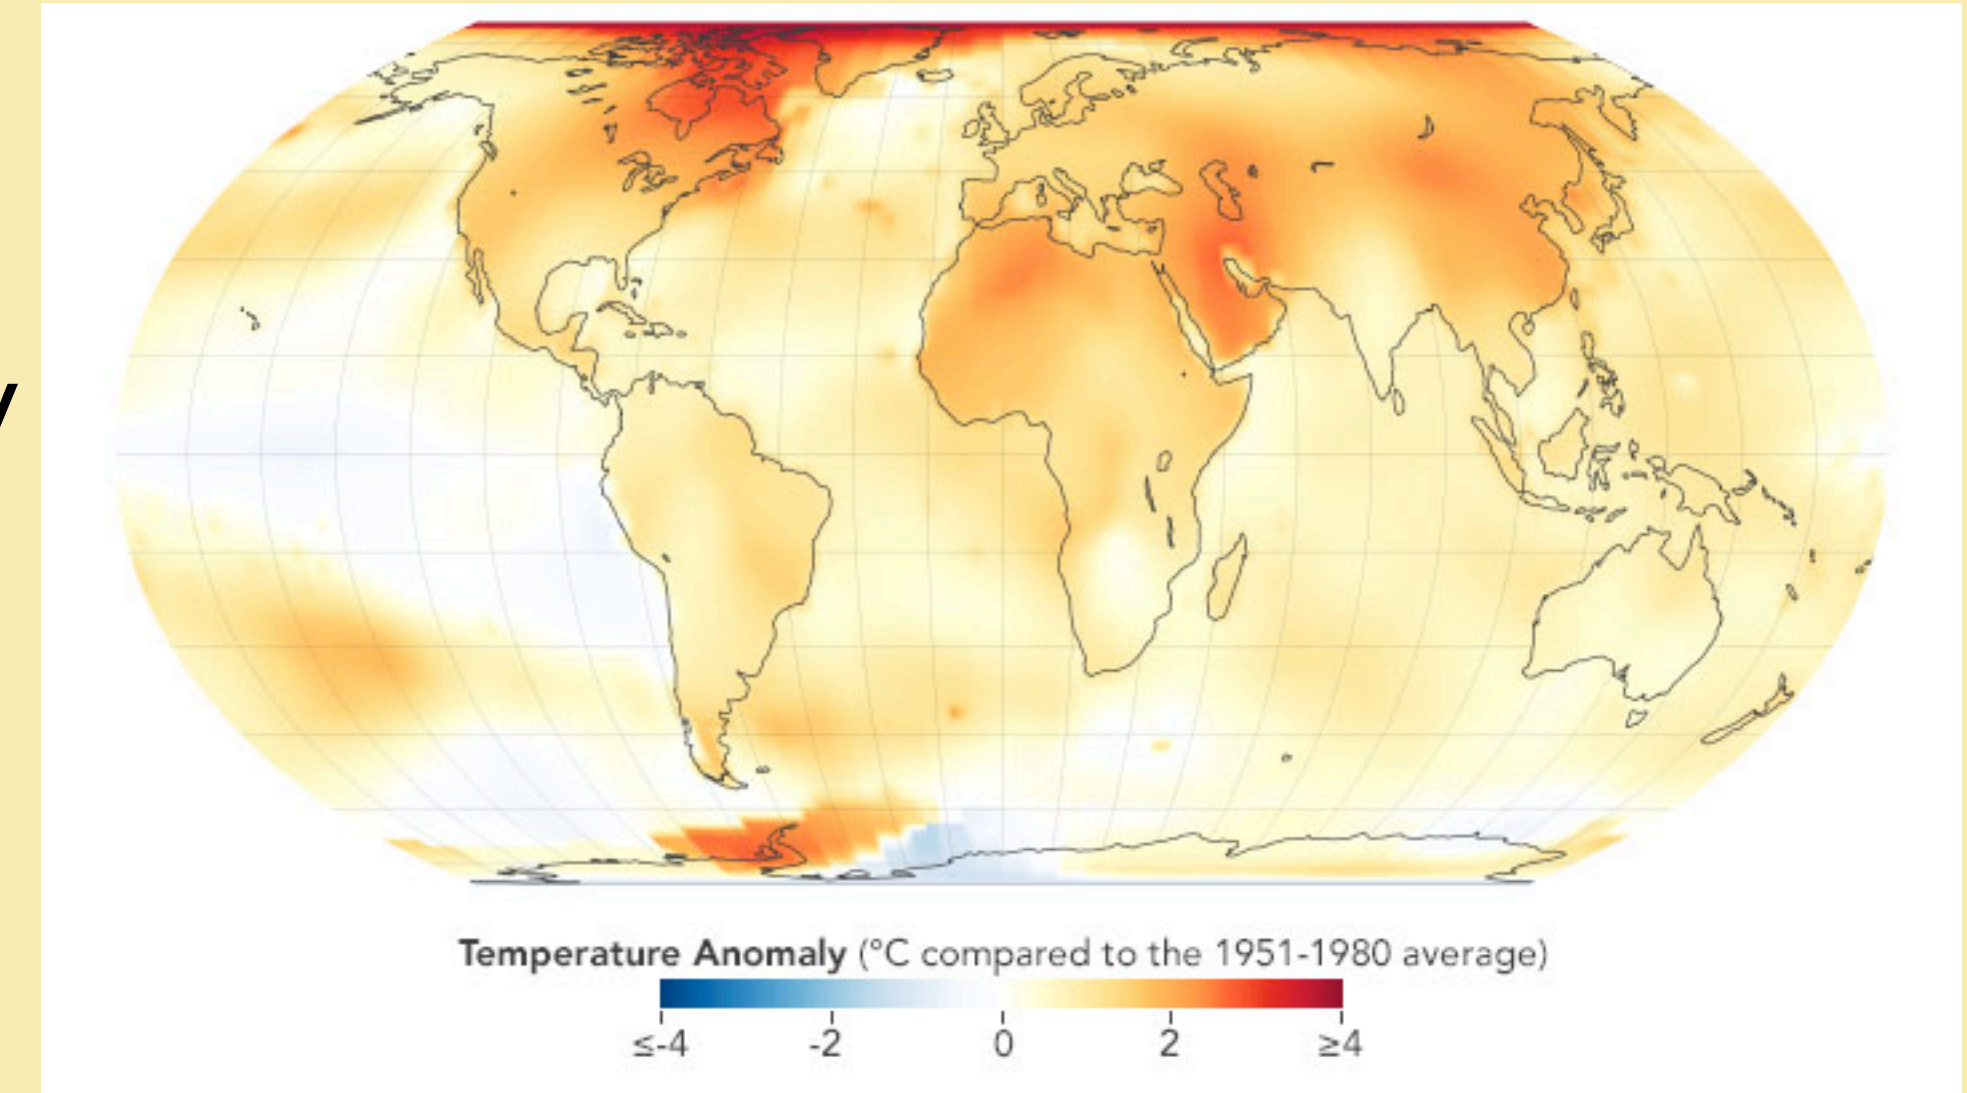 y
Temperature Anomaly (°C compared to the 1951-1980 average)
≤-4 -2 0 2 ≥4